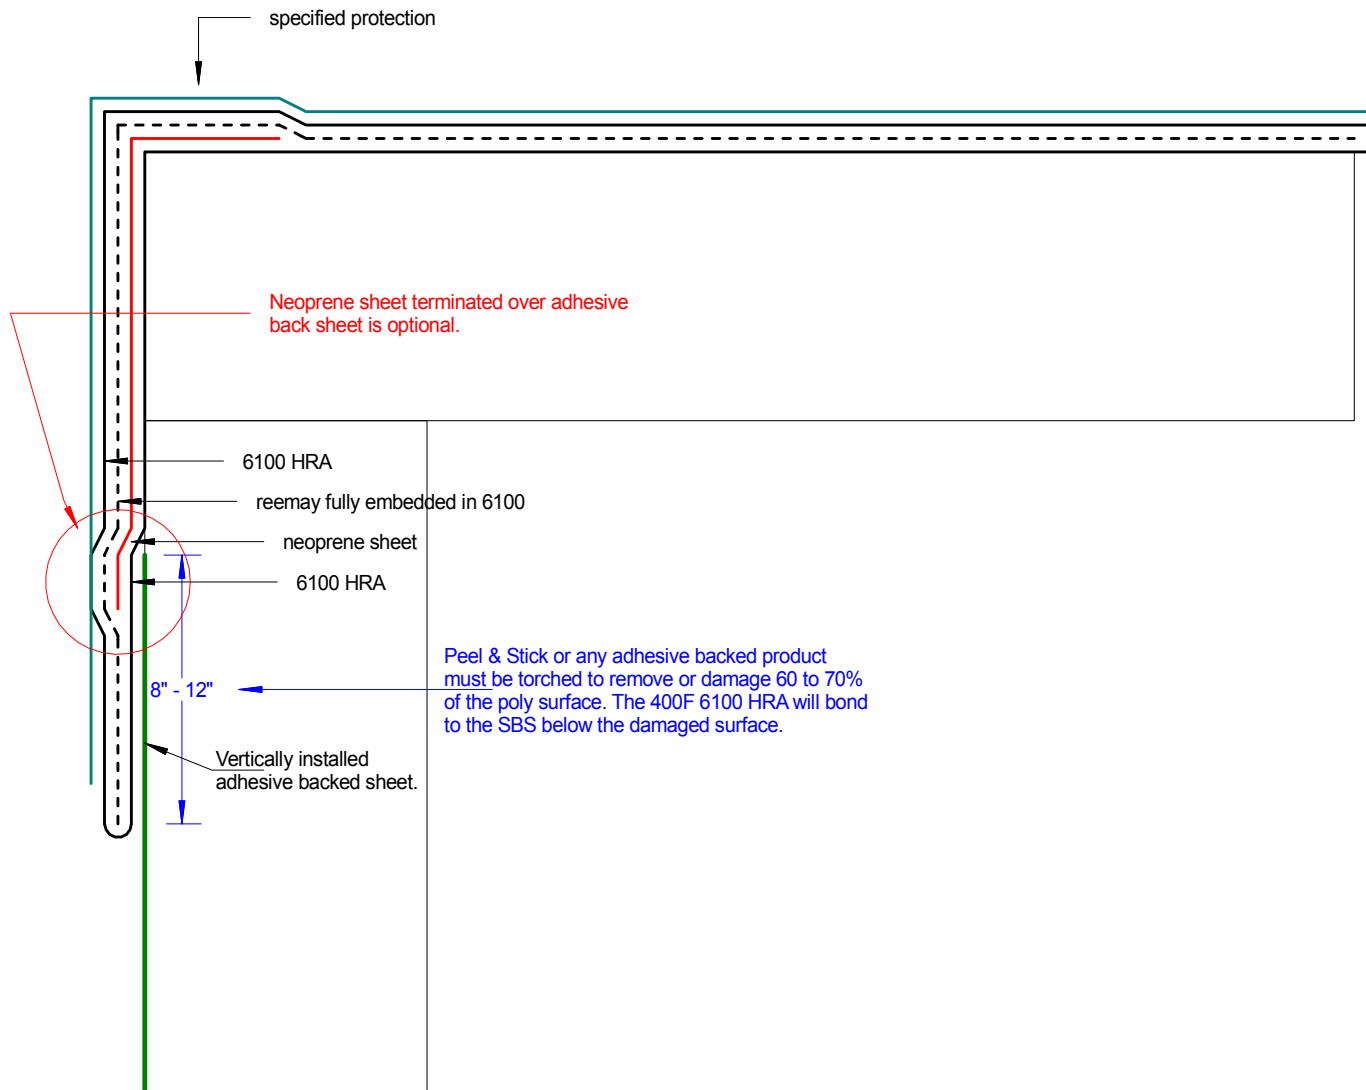 specified protection
Neoprene sheet terminated over adhesive
back sheet is optional.
6100 HRA
reemay fully embedded in 6100
neoprene sheet
6100 HRA
Peel & Stick or any adhesive backed product
must be torched to remove or damage 60 to 70%
of the poly surface. The 400F 6100 HRA will bond
to the SBS below the damaged surface.
8" - 12"
Vertically installed
adhesive backed sheet.